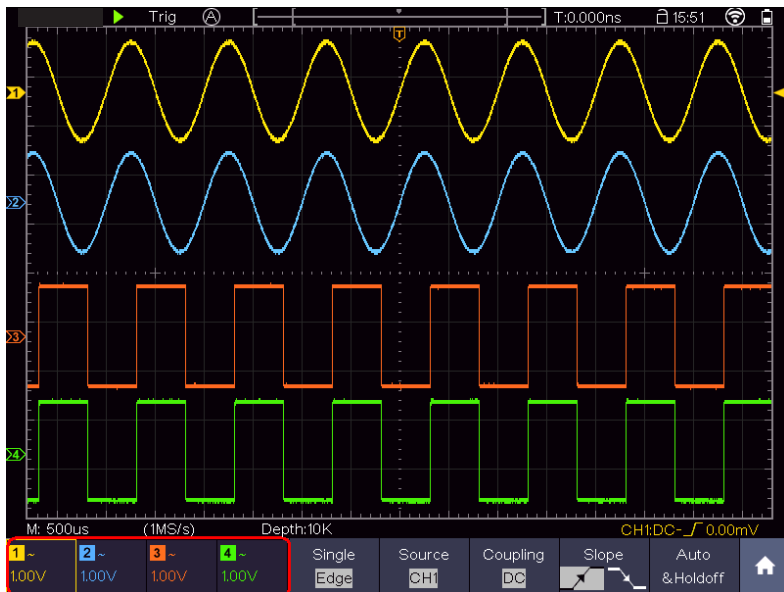 Trig A T:0.000ns 15:51
T
1
2
3
4
M: 500us (1MS/s) Depth:10K CH1:DC- 0.00mV
1 ~ 2 ~ 3 ~ 4 ~ Single Source Coupling Slope Auto
1.00V 1.00V 1.00V 1.00V Edge CH1 DC &Holdoff